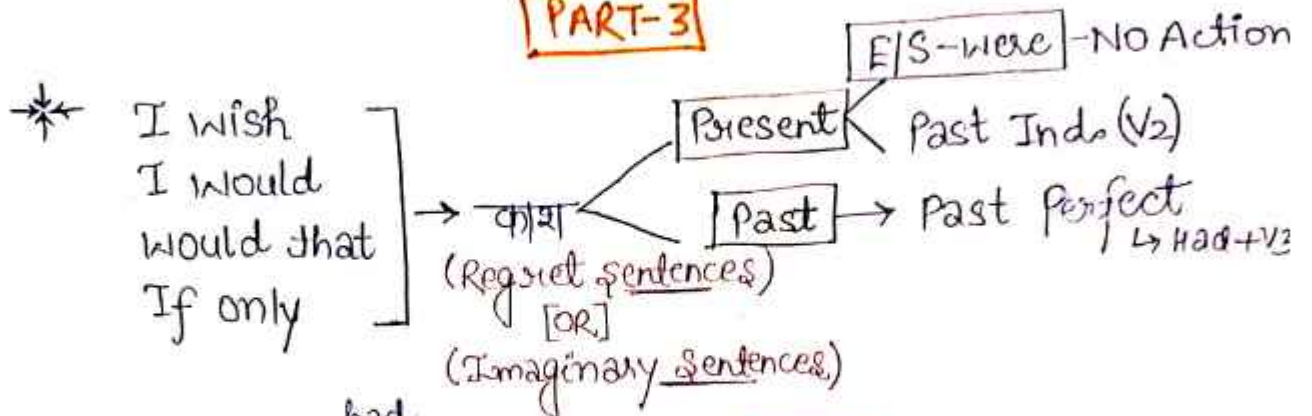 PART-3
E/S-were -NO Action
I wish
Present
Past Ind. (V2)
I would
would that
→ काश
Past → Past Perfect
↳ Had+V3
If only
(Regret sentences)
[OR]
(Imaginary sentences)
had